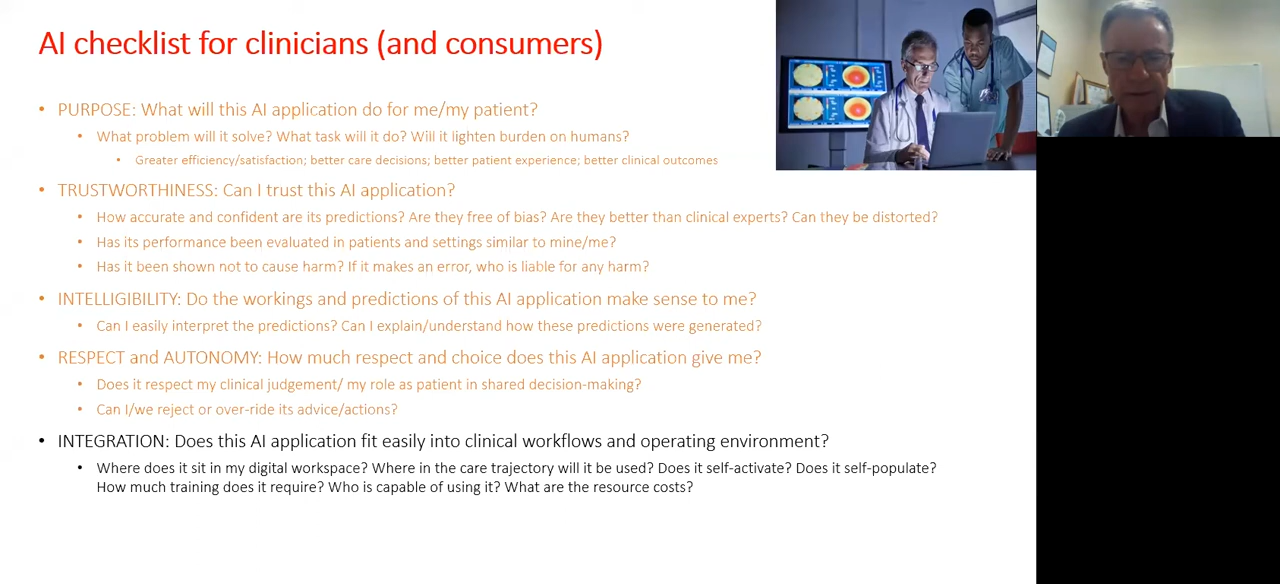 AI checklist for clinicians (and consumers)
• PURPOSE: What will this AI application do for me/my patient?
• What problem will it solve? What task will it do? Will it lighten burden on humans?
• Greater efficiency/satisfaction; better care decisions; better patient experience; better clinical outcomes
• TRUSTWORTHINESS: Can I trust this AI application?
• How accurate and confident are its predictions? Are they free of bias? Are they better than clinical experts? Can they be distorted?
• Has its performance been evaluated in patients and settings similar to mine/me?
• Has it been shown not to cause harm? If it makes an error, who is liable for any harm?
• INTELLIGIBILITY: Do the workings and predictions of this AI application make sense to me?
• Can I easily interpret the predictions? Can I explain/understand how these predictions were generated?
• RESPECT and AUTONOMY: How much respect and choice does this AI application give me?
• Does it respect my clinical judgement/ my role as patient in shared decision-making?
• Can I/we reject or over-ride its advice/actions?
• INTEGRATION: Does this AI application fit easily into clinical workflows and operating environment?
• Where does it sit in my digital workspace? Where in the care trajectory will it be used? Does it self-activate? Does it self-populate?
How much training does it require? Who is capable of using it? What are the resource costs?